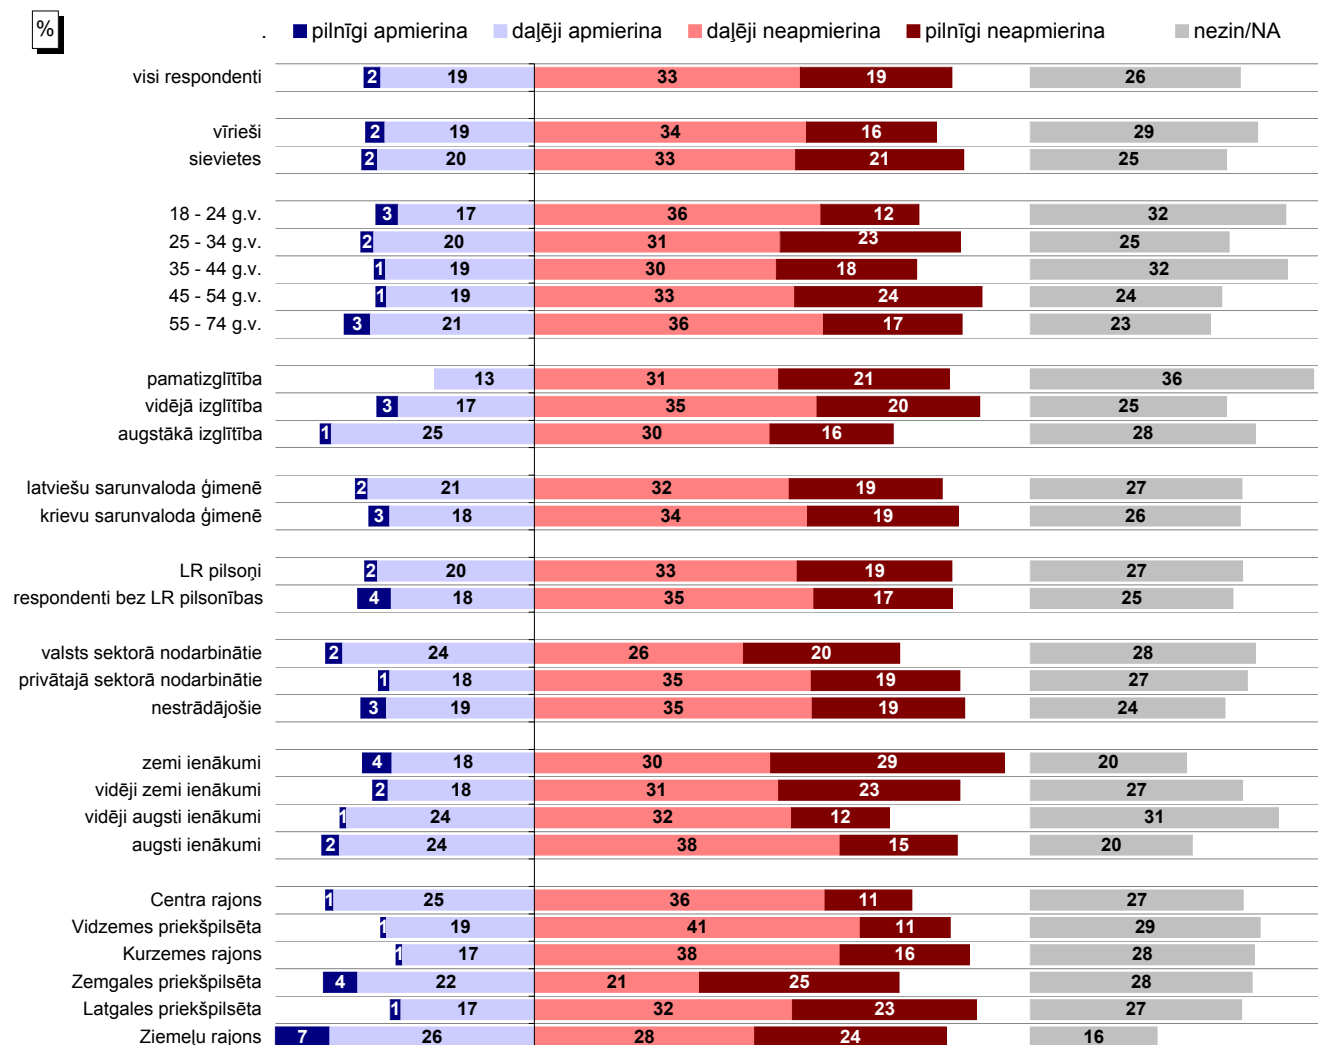 %
. pilnīgi apmierina daļēji apmierina daļēji neapmierina pilnīgi neapmierina nezin/NA
visi respondenti 2 19 33 19 26
vīrieši 2 19 34 16 29
sievietes 2 20 33 21 25
18 - 24 g.v. 3 17 36 12 32
25 - 34 g.v. 2 20 31 23 25
35 - 44 g.v. 1 19 30 18 32
45 - 54 g.v. 1 19 33 24 24
55 - 74 g.v. 3 21 36 17 23
pamatizglītība 13 31 21 36
vidējā izglītība 3 17 35 20 25
augstākā izglītība 1 25 30 16 28
latviešu sarunvaloda ģimenē 2 21 32 19 27
krievu sarunvaloda ģimenē 3 18 34 19 26
LR pilsoņi 2 20 33 19 27
respondenti bez LR pilsonības 4 18 35 17 25
valsts sektorā nodarbinātie 2 24 26 20 28
privātajā sektorā nodarbinātie 1 18 35 19 27
nestrādājošie 3 19 35 19 24
zemi ienākumi 4 18 30 29 20
vidēji zemi ienākumi 2 18 31 23 27
vidēji augsti ienākumi 1 24 32 12 31
augsti ienākumi 2 24 38 15 20
Centra rajons 1 25 36 11 27
Vidzemes priekšpilsēta 1 19 41 11 29
Kurzemes rajons 1 17 38 16 28
Zemgales priekšpilsēta 4 22 21 25 28
Latgales priekšpilsēta 1 17 32 23 27
Ziemeļu rajons 7 26 28 24 16